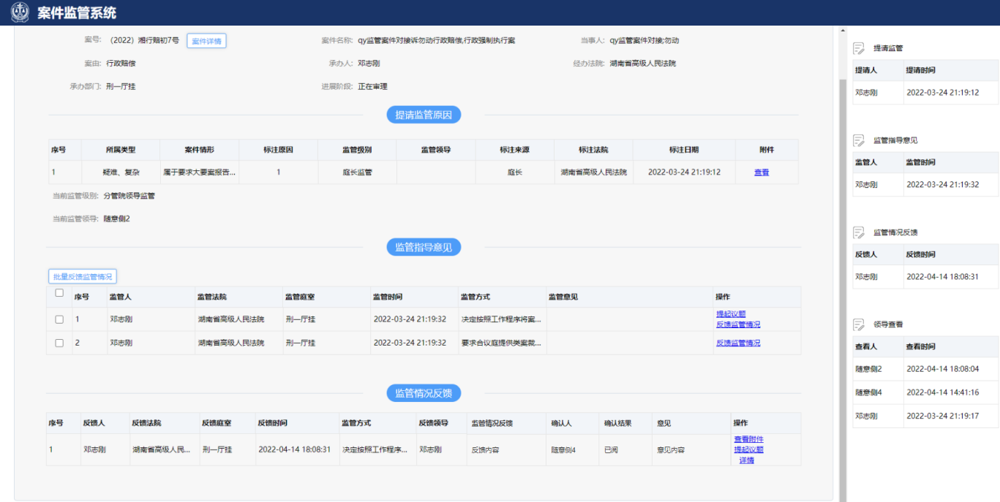 案件监管系统
案号: （2022）湘行赔初7号 案件详情 案件名称: qy监管案件对接诉勿动行政赔偿,行政强制执行案 当事人: qy监管案件对接;勿动
案由: 行政赔偿 承办人: 邓志刚 经办法院: 湖南省高级人民法院
承办部门: 刑一厅挂 进展阶段: 正在审理
提请监管原因
序号 所属类型 案件情形 标注原因 监管级别 监管领导 标注来源 标注法院 标注日期 附件
1 疑难、复杂 属于要求大要案报告... 1 庭长监管 庭长 湖南省高级人民法院 2022-03-24 21:19:12 查看
当前监管级别: 分管院领导监管
当前监管领导: 随意侧2
监管指导意见
批量反馈监管情况
序号 监管人 监管法院 监管庭室 监管时间 监管方式 监管意见 操作
1 邓志刚 湖南省高级人民法院 刑一厅挂 2022-03-24 21:19:32 决定按照工作程序将案... 提起议题
反馈监管情况
2 邓志刚 湖南省高级人民法院 刑一厅挂 2022-03-24 21:19:32 要求合议庭提供类案裁... 反馈监管情况
监管情况反馈
序号 反馈人 反馈法院 反馈庭室 反馈时间 监管方式 反馈领导 监管情况反馈 确认人 确认结果 意见 操作
1 邓志刚 湖南省高级人民... 刑一厅挂 2022-04-14 18:08:31 决定按照工作程序... 邓志刚 反馈内容 随意侧4 已阅 意见内容 查看附件
提起议题
详情
提请监管
提请人 提请时间
邓志刚 2022-03-24 21:19:12
监管指导意见
监管人 监管时间
邓志刚 2022-03-24 21:19:32
监管情况反馈
反馈人 反馈时间
邓志刚 2022-04-14 18:08:31
领导查看
查看人 查看时间
随意侧2 2022-04-14 18:08:04
随意侧4 2022-04-14 14:41:16
邓志刚 2022-03-24 21:19:17